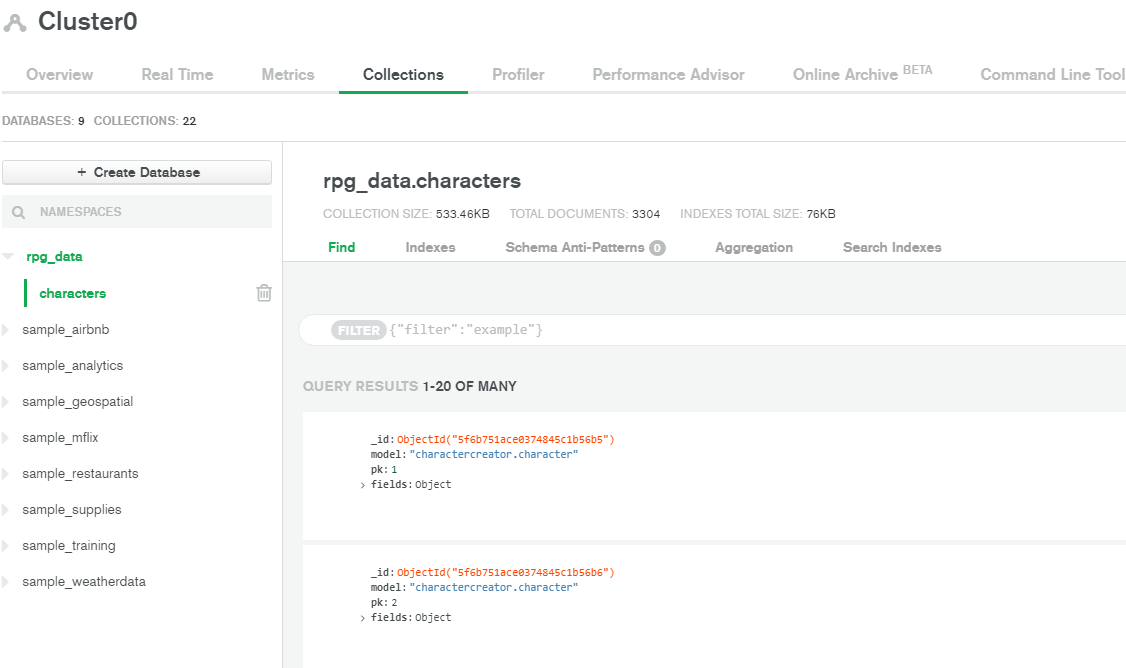 Cluster0
Overview Real Time Metrics Collections Profiler Performance Advisor Online Archive BETA Command Line Tool
DATABASES: 9 COLLECTIONS: 22
+ Create Database
NAMESPACES
rpg_data
characters
sample_airbnb
sample_analytics
sample_geospatial
sample_mflix
sample_restaurants
sample_supplies
sample_training
sample_weatherdata
rpg_data.characters
COLLECTION SIZE: 533.46KB TOTAL DOCUMENTS: 3304 INDEXES TOTAL SIZE: 76KB
Find Indexes Schema Anti-Patterns 0 Aggregation Search Indexes
FILTER {"filter":"example"}
QUERY RESULTS 1-20 OF MANY
_id: ObjectId("5f6b751ace0374845c1b56b5")
model: "charactercreator.character"
pk: 1
> fields: Object
_id: ObjectId("5f6b751ace0374845c1b56b6")
model: "charactercreator.character"
pk: 2
> fields: Object